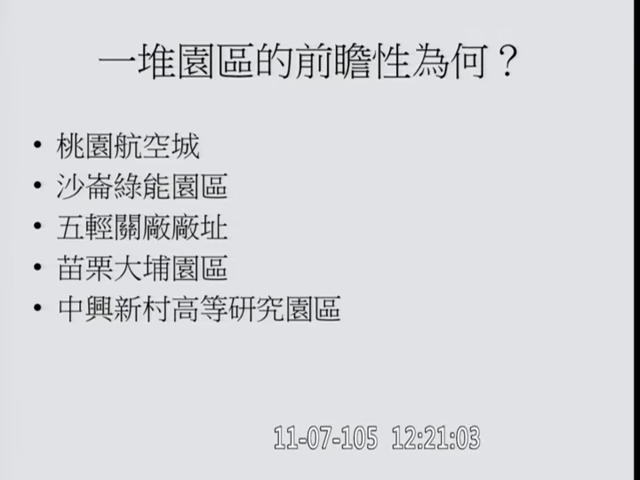 一堆園區的前瞻性為何？
• 桃園航空城
• 沙崙綠能園區
• 五輕關廠廠址
• 苗栗大埔園區
• 中興新村高等研究園區
11-07-105 12:21:03